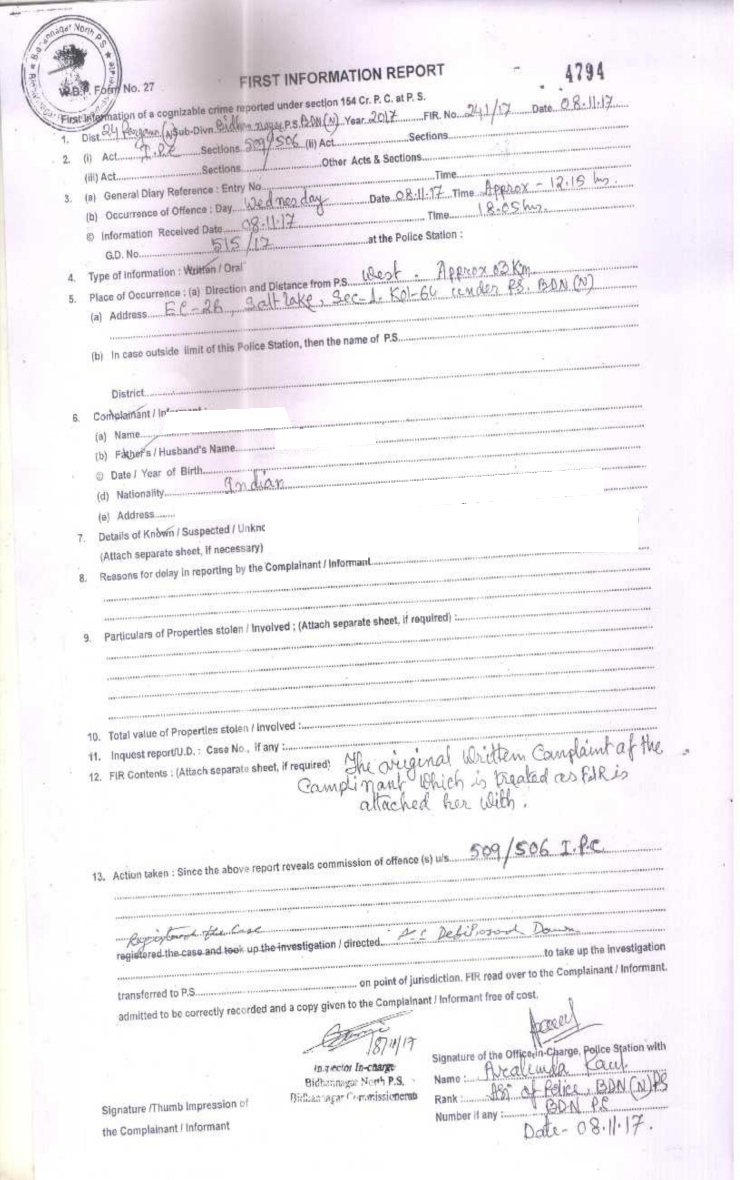 Bidhannagar North P.S.
W.B.P. Form No. 27
FIRST INFORMATION REPORT
4794
First Information of a cognizable crime reported under section 154 Cr. P. C. at P. S.
1. Dist 24 Parganas (N) Sub-Divn Bidhan nagar P.S. BDN (N) Year 2017 FIR. No. 241/17 Date 08.11.17
2. (i) Act I.P.C Sections 509/506 (ii) Act Sections
(iii) Act Sections Other Acts & Sections
3. (a) General Diary Reference : Entry No Time
(b) Occurrence of Offence : Day Wednesday Date 08.11.17 Time Approx - 12.15 hrs.
© Information Received Date 08.11.17 Time 18.05 hrs.
G.D. No. 515/17 at the Police Station :
4. Type of information : Written / Oral
5. Place of Occurrence : (a) Direction and Distance from P.S. West . Approx 03 Km
(a) Address EC-26, Salt lake, Sec-1. Kol-64 under PS. BDN (N)
(b) In case outside limit of this Police Station, then the name of P.S.
District
6. Complainant /
(a) Name
(b) Father's / Husband's Name
© Date / Year of Birth
(d) Nationality Indian
(e) Address
7. Details of Known / Suspected / Unkno
(Attach separate sheet, if necessary)
8. Reasons for delay in reporting by the Complainant / Informant
9. Particulars of Properties stolen / Involved ; (Attach separate sheet, if required) :
10. Total value of Properties stolen / Involved :
11. Inquest report/U.D. : Case No., if any :
12. FIR Contents : (Attach separate sheet, if required) The original Written Complaint of the
Complinant which is treated as FIR is
attached her with.
13. Action taken : Since the above report reveals commission of offence (s) u/s 509/506 I.P.C
Registered the Case
registered the case and took up the investigation / directed
to take up the investigation
transferred to P.S. on point of jurisdiction. FIR read over to the Complainant / Informant.
admitted to be correctly recorded and a copy given to the Complainant / Informant free of cost.
Inspector In-charge
Bidhannagar North P.S.
Bidhannagar Commissionerate
Signature of the Officer-in-Charge, Police Station with
Name :
Rank : ASI of Police, BDN (N) PS
Number if any : BDN PS
Date - 08.11.17.
Signature /Thumb Impression of
the Complainant / Informant